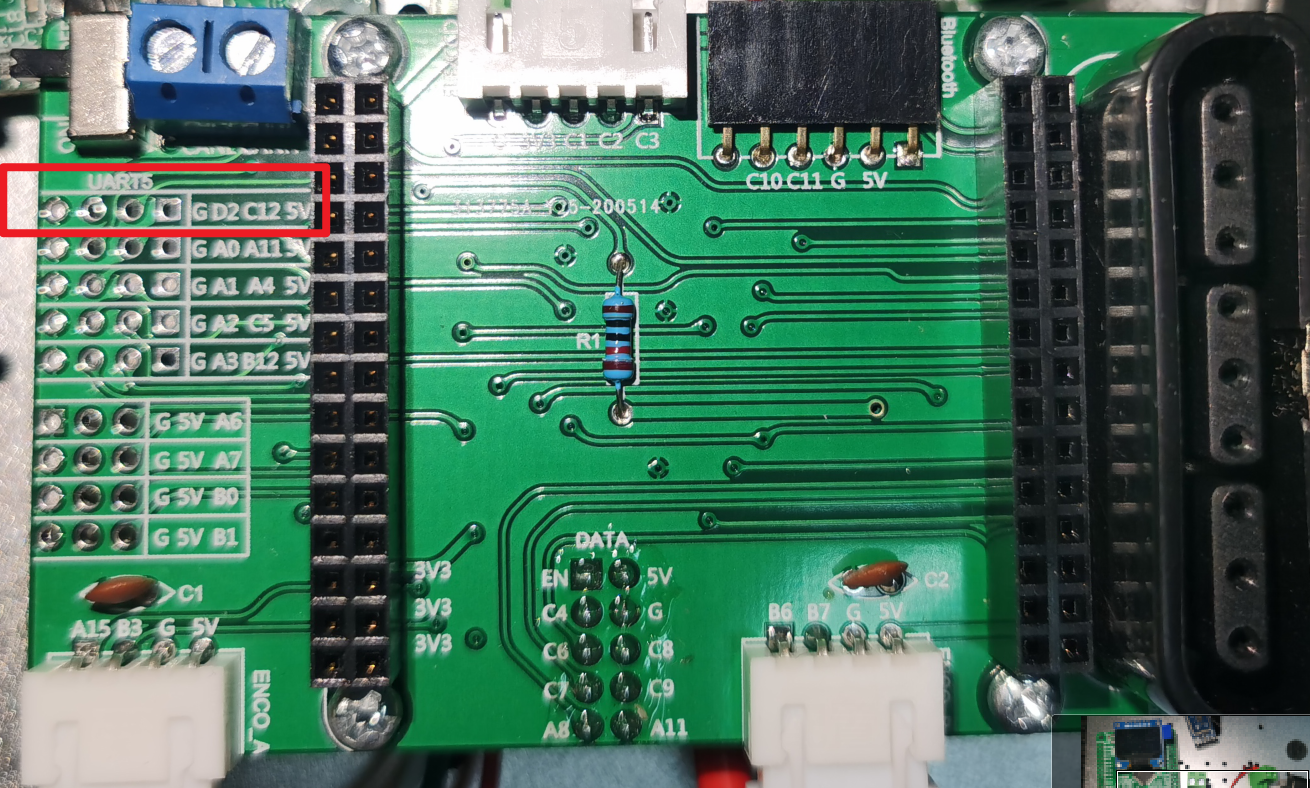 Bluetooth
C1 C2 C3
C10 C11 G 5V
UART5
G D2 C12 5V
G A0 A11 5V
G A1 A4 5V
G A2 C5 5V
G A3 B12 5V
R1
G 5V A6
G 5V A7
G 5V B0
G 5V B1
C1
A15 B3 G 5V
ENCO_A
3V3
3V3
3V3
DATA
EN 5V
C4 G
C6 C8
C7 C9
A8 A11
C2
B6 B7 G 5V